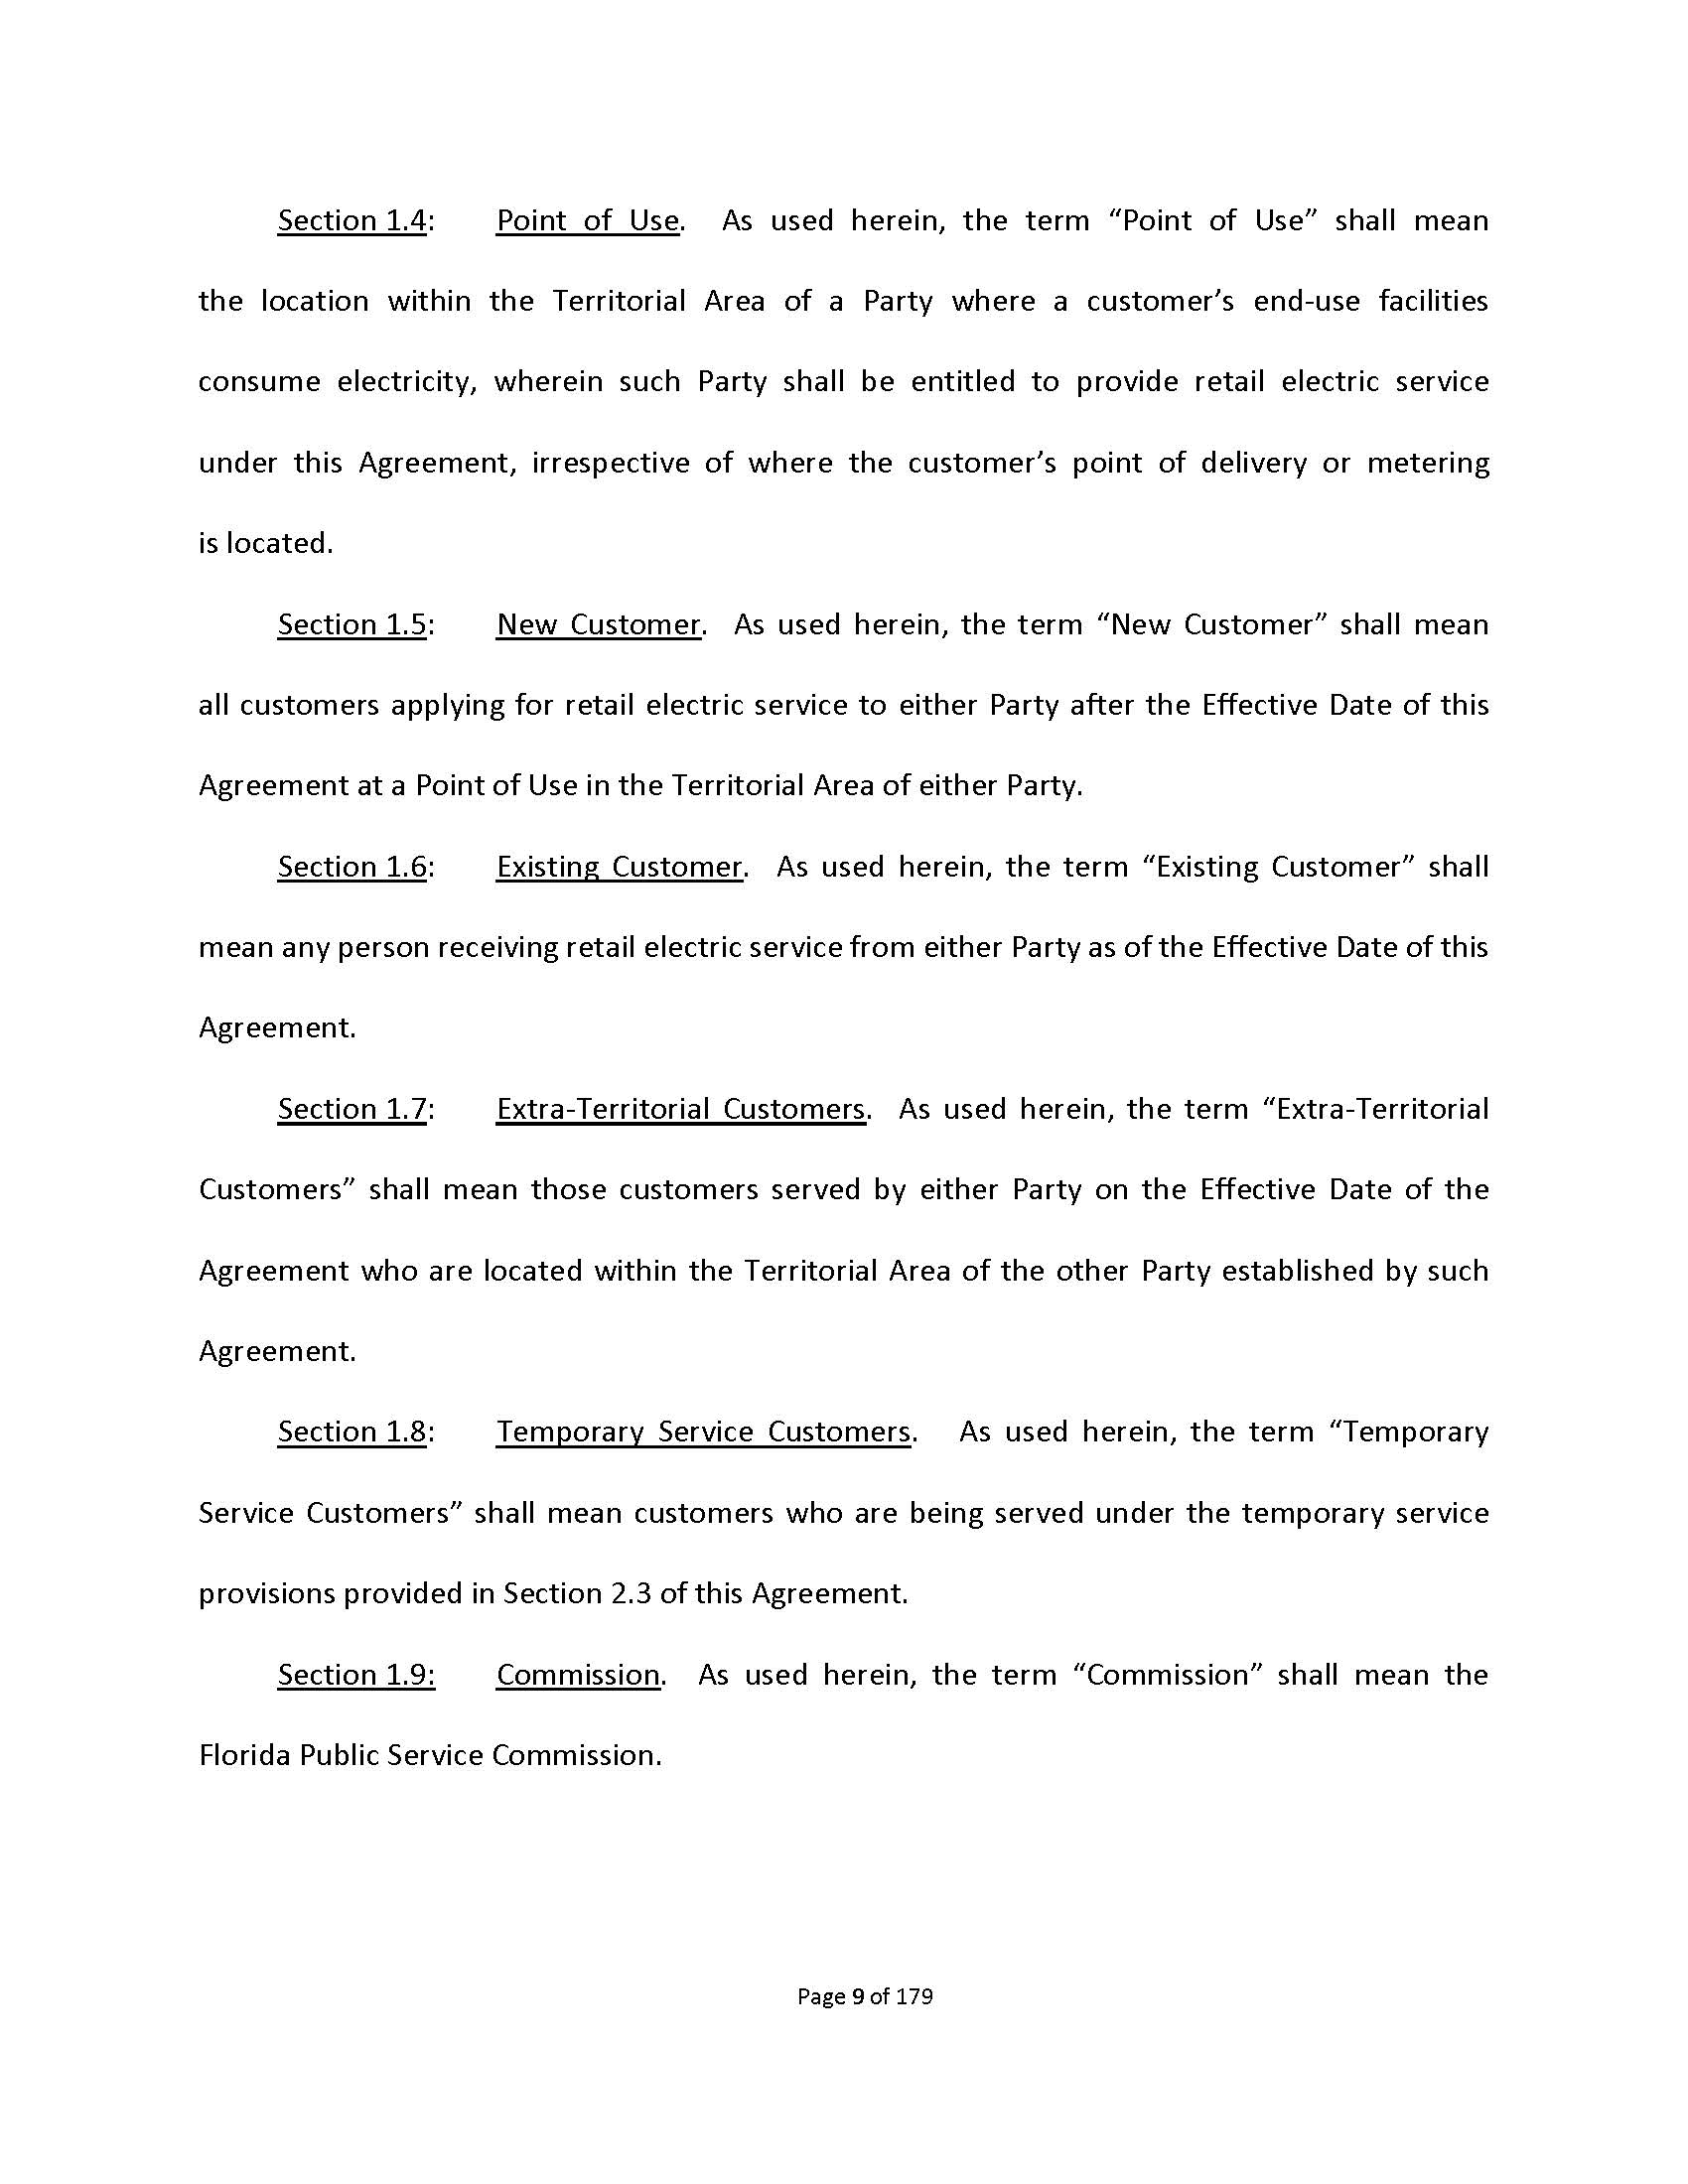 Section 1.4: Point of Use. As used herein, the term “Point of Use” shall mean
the location within the Territorial Area of a Party where a customer’s end-use facilities
consume electricity, wherein such Party shall be entitled to provide retail electric service
under this Agreement, irrespective of where the customer’s point of delivery or metering
is located.
Section 1.5: New Customer. As used herein, the term “New Customer” shall mean
all customers applying for retail electric service to either Party after the Effective Date of this
Agreement at a Point of Use in the Territorial Area of either Party.
Section 1.6: Existing Customer. As used herein, the term “Existing Customer” shall
mean any person receiving retail electric service from either Party as of the Effective Date of this
Agreement.
Section 1.7: Extra-Territorial Customers. As used herein, the term “Extra-Territorial
Customers” shall mean those customers served by either Party on the Effective Date of the
Agreement who are located within the Territorial Area of the other Party established by such
Agreement.
Section 1.8: Temporary Service Customers. As used herein, the term “Temporary
Service Customers” shall mean customers who are being served under the temporary service
provisions provided in Section 2.3 of this Agreement.
Section 1.9: Commission. As used herein, the term “Commission” shall mean the
Florida Public Service Commission.
Page 9 of 179